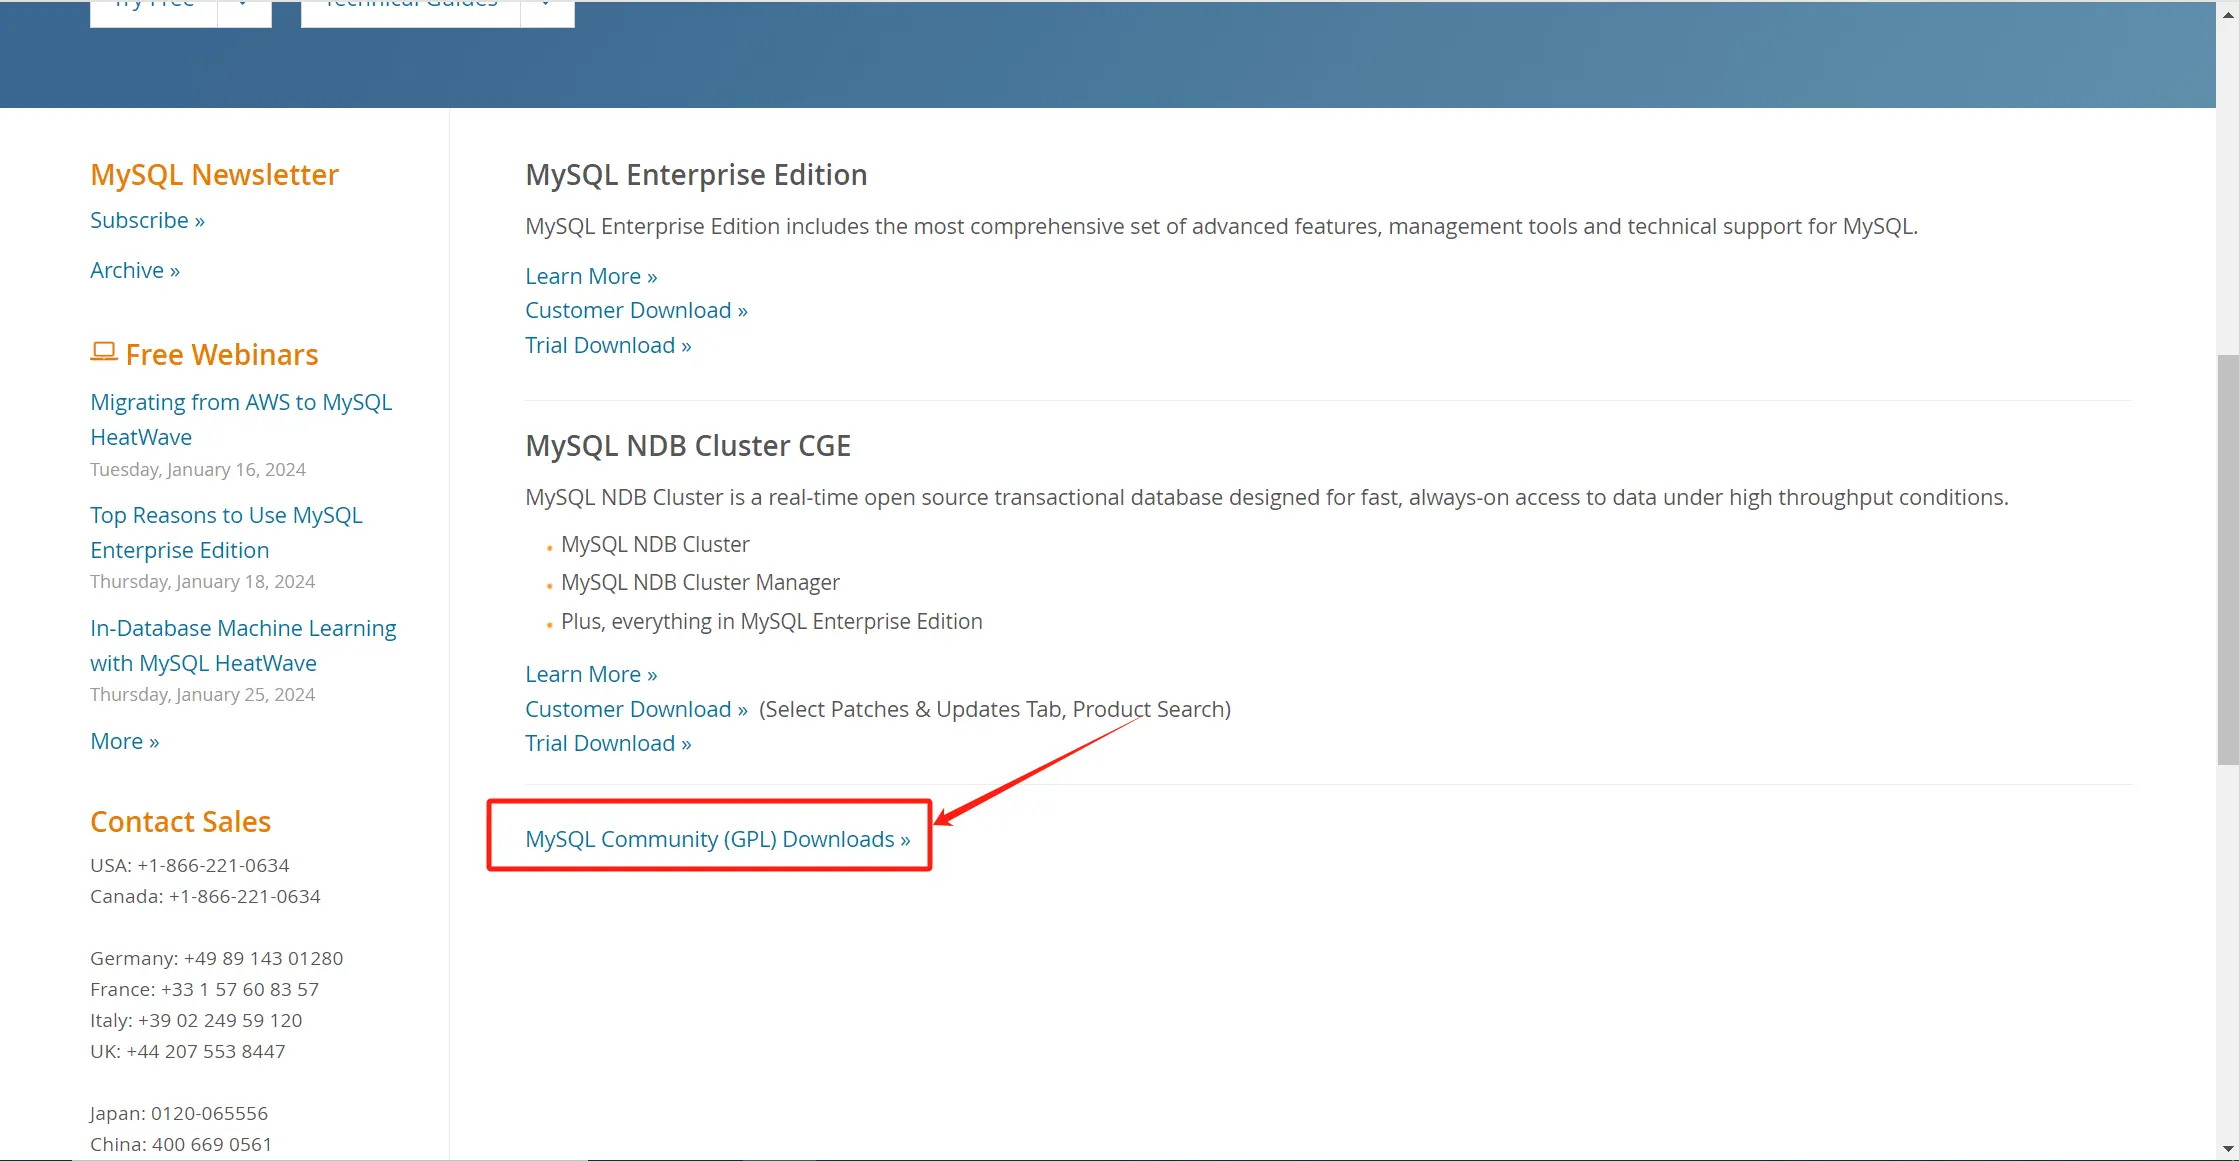 Try Free
Technical Guides
MySQL Newsletter
Subscribe »
Archive »
Free Webinars
Migrating from AWS to MySQL
HeatWave
Tuesday, January 16, 2024
Top Reasons to Use MySQL
Enterprise Edition
Thursday, January 18, 2024
In-Database Machine Learning
with MySQL HeatWave
Thursday, January 25, 2024
More »
Contact Sales
USA: +1-866-221-0634
Canada: +1-866-221-0634
Germany: +49 89 143 01280
France: +33 1 57 60 83 57
Italy: +39 02 249 59 120
UK: +44 207 553 8447
Japan: 0120-065556
China: 400 669 0561
MySQL Enterprise Edition
MySQL Enterprise Edition includes the most comprehensive set of advanced features, management tools and technical support for MySQL.
Learn More »
Customer Download »
Trial Download »
MySQL NDB Cluster CGE
MySQL NDB Cluster is a real-time open source transactional database designed for fast, always-on access to data under high throughput conditions.
MySQL NDB Cluster
MySQL NDB Cluster Manager
Plus, everything in MySQL Enterprise Edition
Learn More »
Customer Download » (Select Patches & Updates Tab, Product Search)
Trial Download »
MySQL Community (GPL) Downloads »